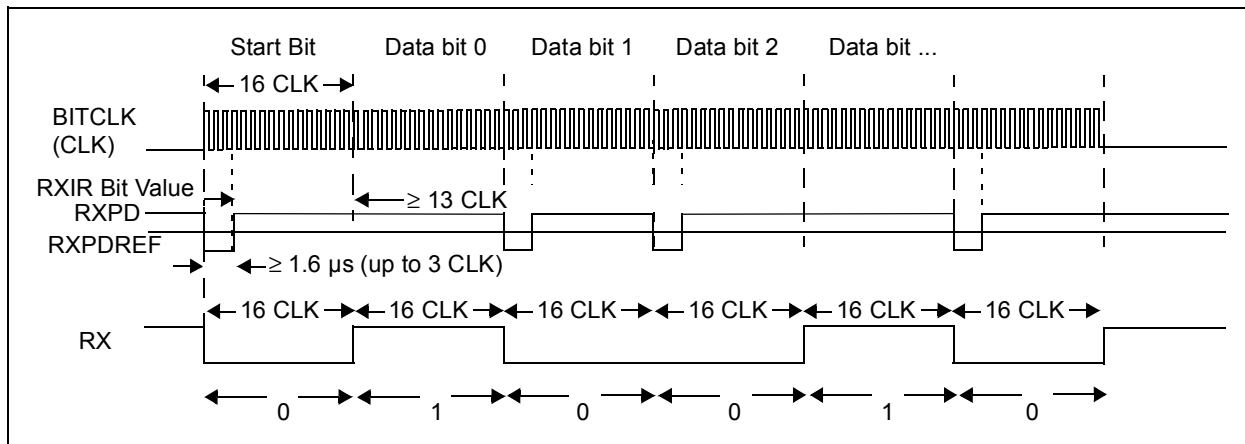 Start Bit Data bit 0 Data bit 1 Data bit 2 Data bit ...
16 CLK
BITCLK
(CLK)
RXIR Bit Value
≥ 13 CLK
RXPD
RXPDREF
≥ 1.6 µs (up to 3 CLK)
16 CLK 16 CLK 16 CLK 16 CLK 16 CLK 16 CLK
RX
0 1 0 0 1 0